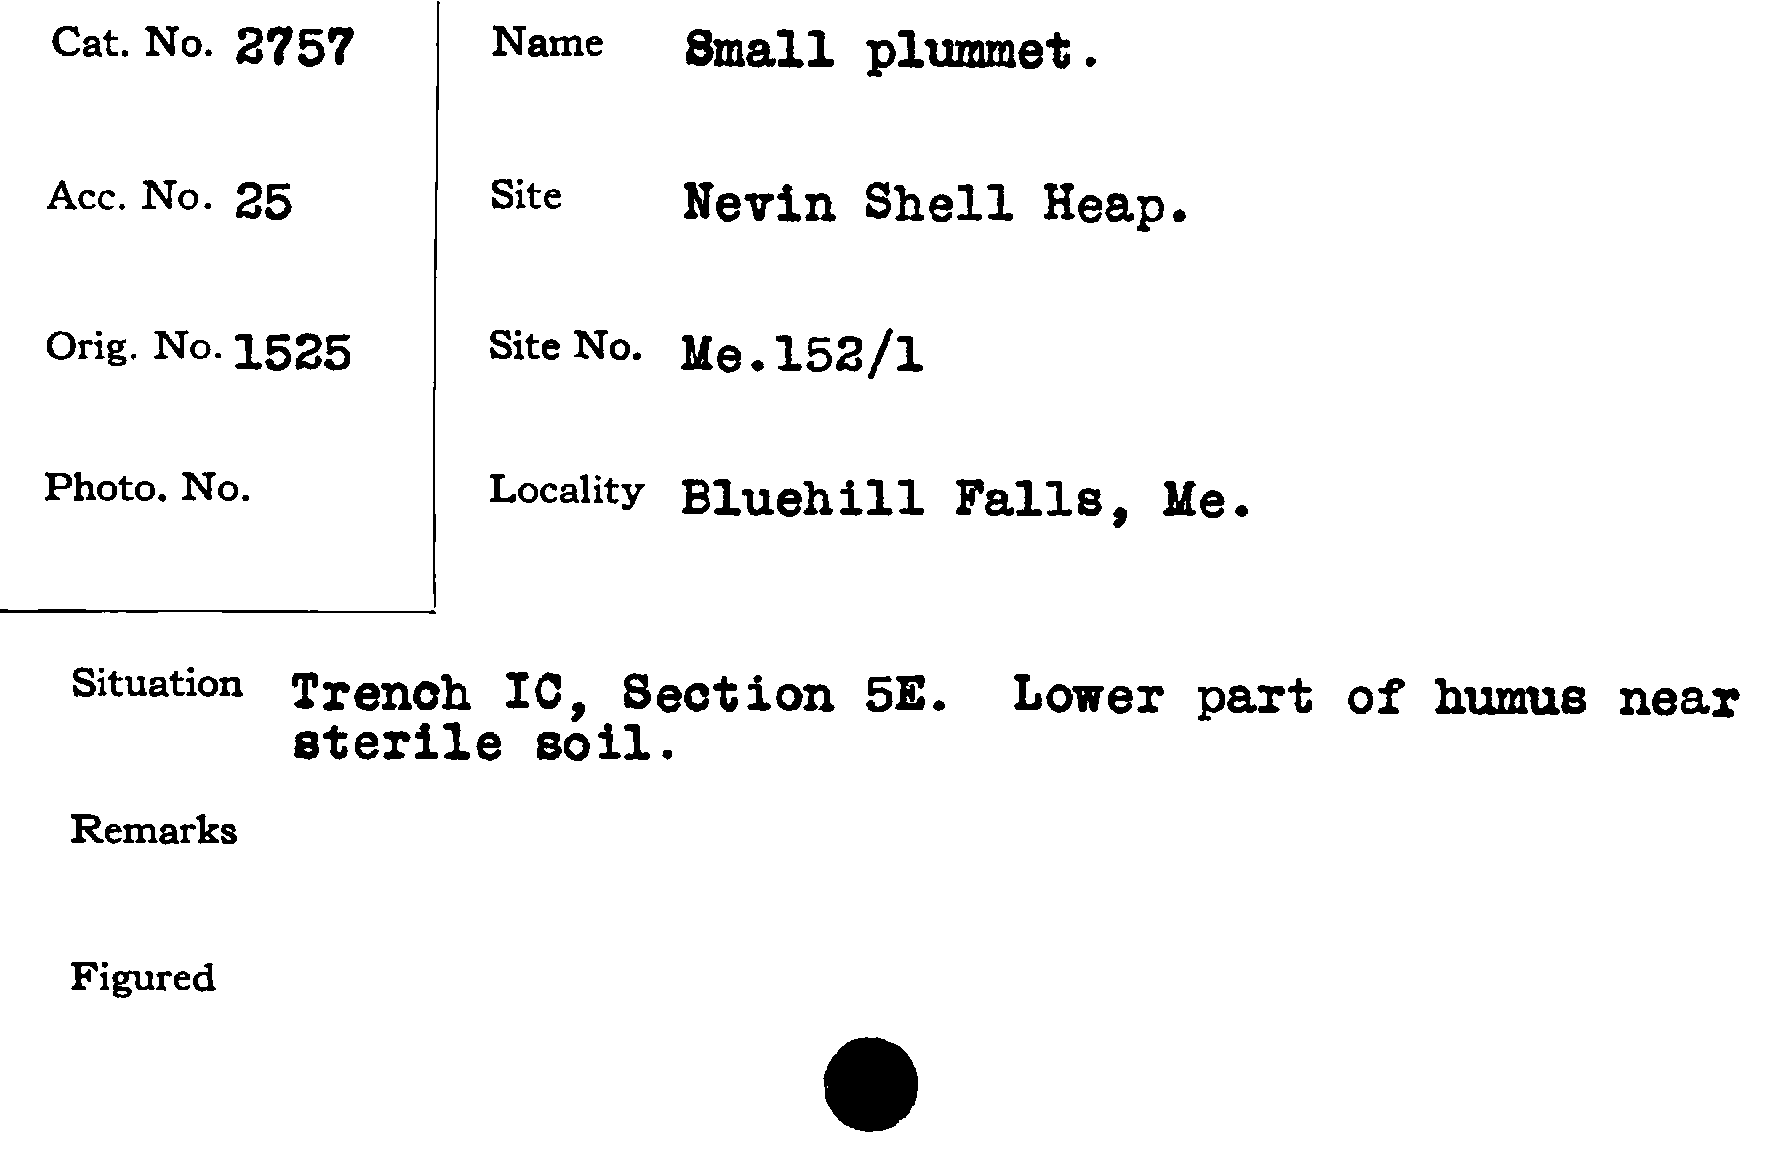 Cat. No. 2757
Acc. No. 25
Orig. No. 1525
Photo. No.
Name Small plummet.
Site Nevin Shell Heap.
Site No. Me.152/1
Locality Bluehill Falls, Me.
Situation Trench IC, Section 5E. Lower part of humus near
sterile soil.
Remarks
Figured